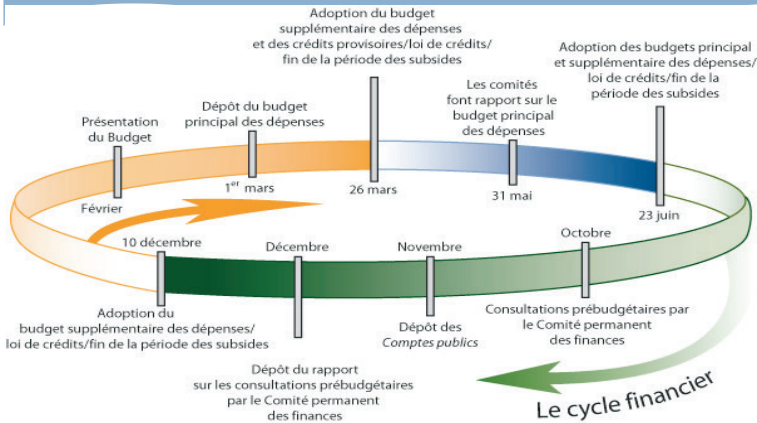 Adoption du budget
supplémentaire des dépenses
et des crédits provisoires/loi de crédits/
fin de la période des subsides
Adoption des budgets principal
et supplémentaire des dépenses/
loi de crédits/fin de la
période des subsides
Présentation
du Budget
Dépôt du budget
principal des dépenses
Les comités
font rapport sur le
budget principal
des dépenses
Février
1er mars
26 mars
31 mai
23 juin
10 décembre
Décembre
Novembre
Octobre
Adoption du
budget supplémentaire des dépenses/
loi de crédits/fin de la période des subsides
Dépôt du rapport
sur les consultations prébudgétaires
par le Comité permanent
des finances
Dépôt des
Comptes publics
Consultations prébudgétaires par
le Comité permanent
des finances
Le cycle financier